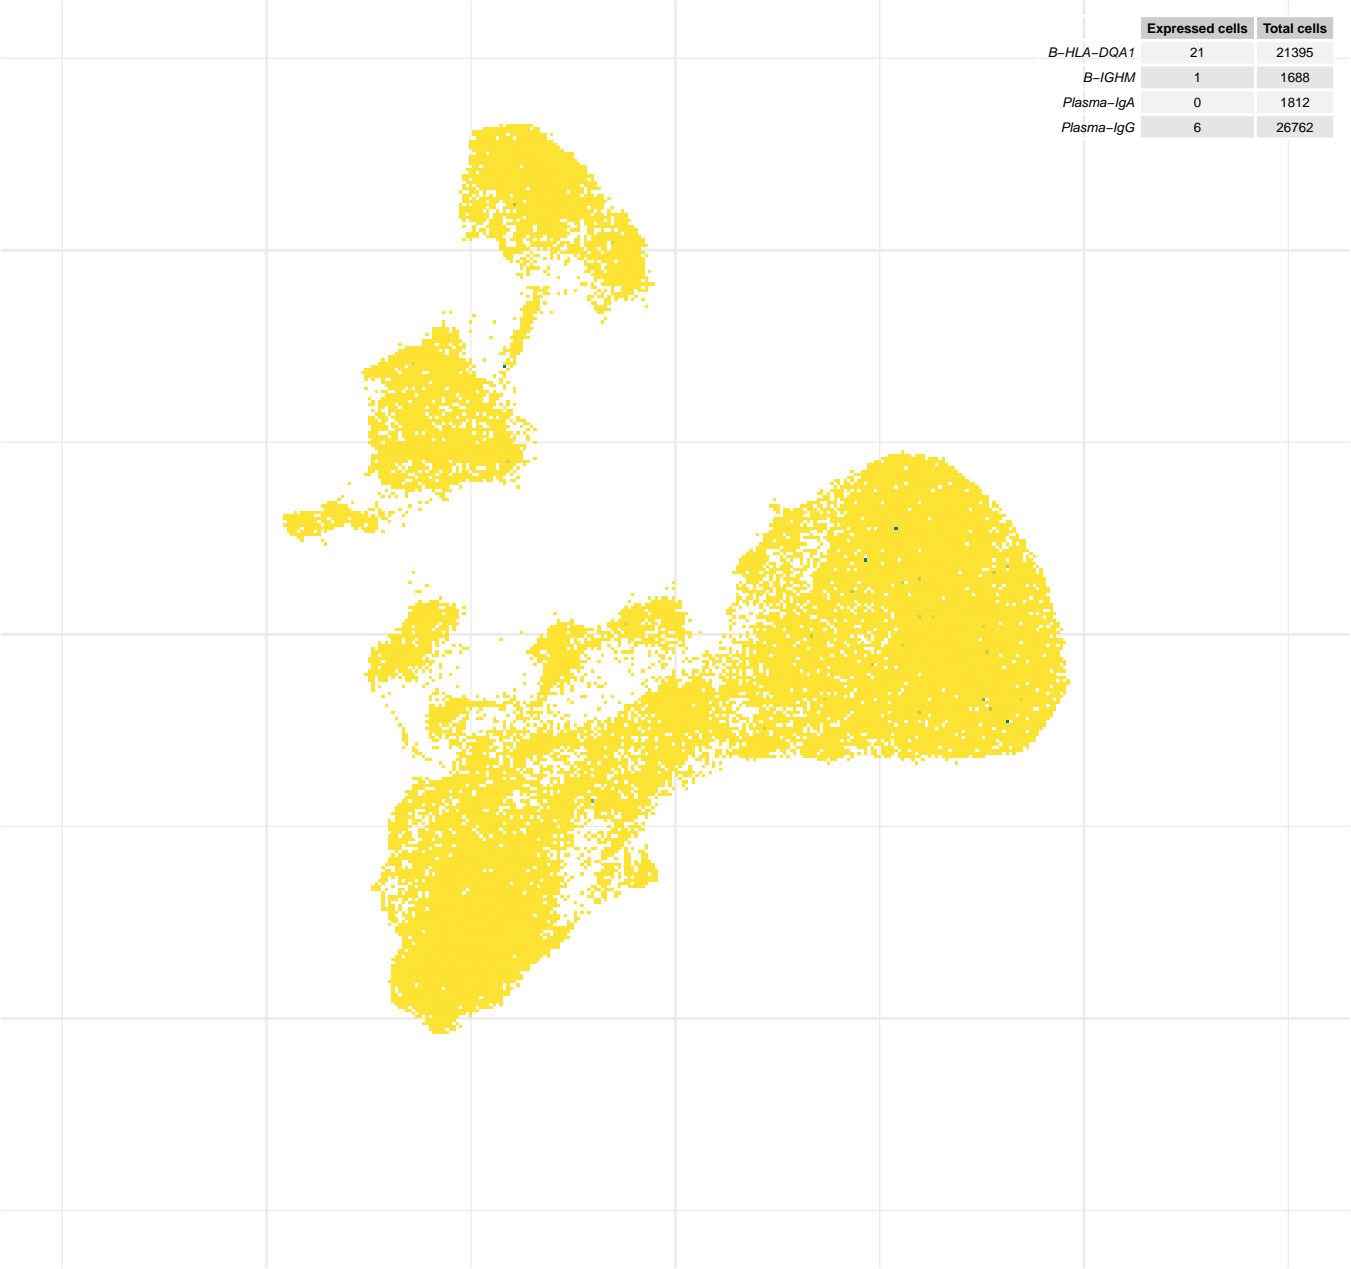 Expressed cells Total cells
B−HLA−DQA1 21 21395
B−IGHM 1 1688
Plasma−IgA 0 1812
Plasma−IgG 6 26762